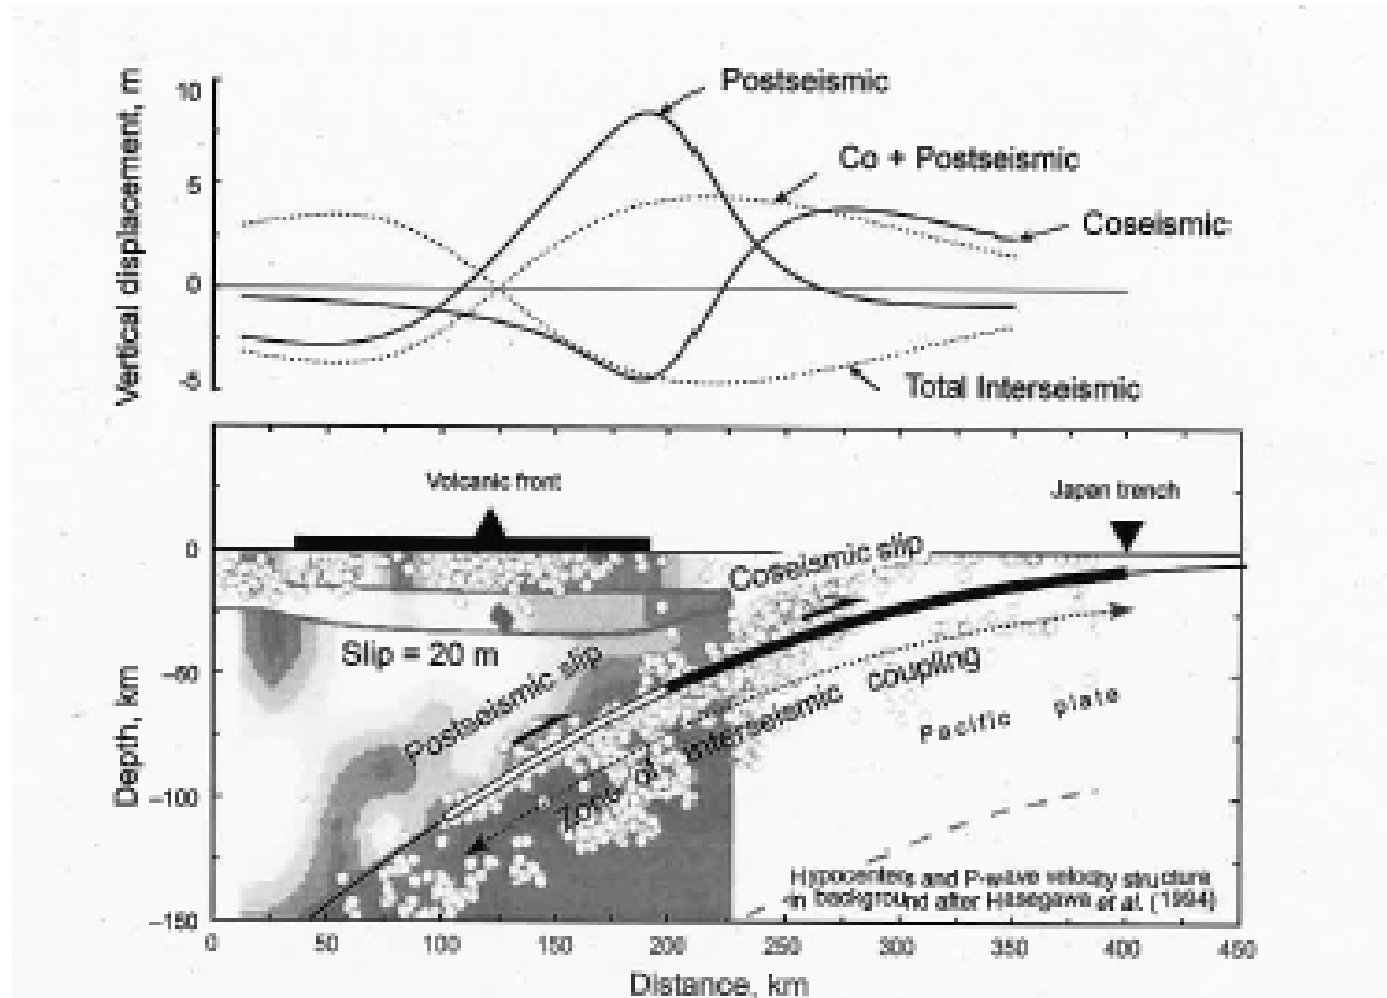 Vertical displacement, m
10
5
0
-5
Postseismic
Co + Postseismic
Coseismic
Total Interseismic
Volcanic front
Japan trench
Coseismic slip
Slip = 20 m
Postseismic slip
Zone of interseismic coupling
Pacific plate
Hypocenters and P-wave velocity structure
in background after Hasegawa et al. (1994)
Depth, km
0
-50
-100
-150
0 50 100 150 200 250 300 350 400 450
Distance, km